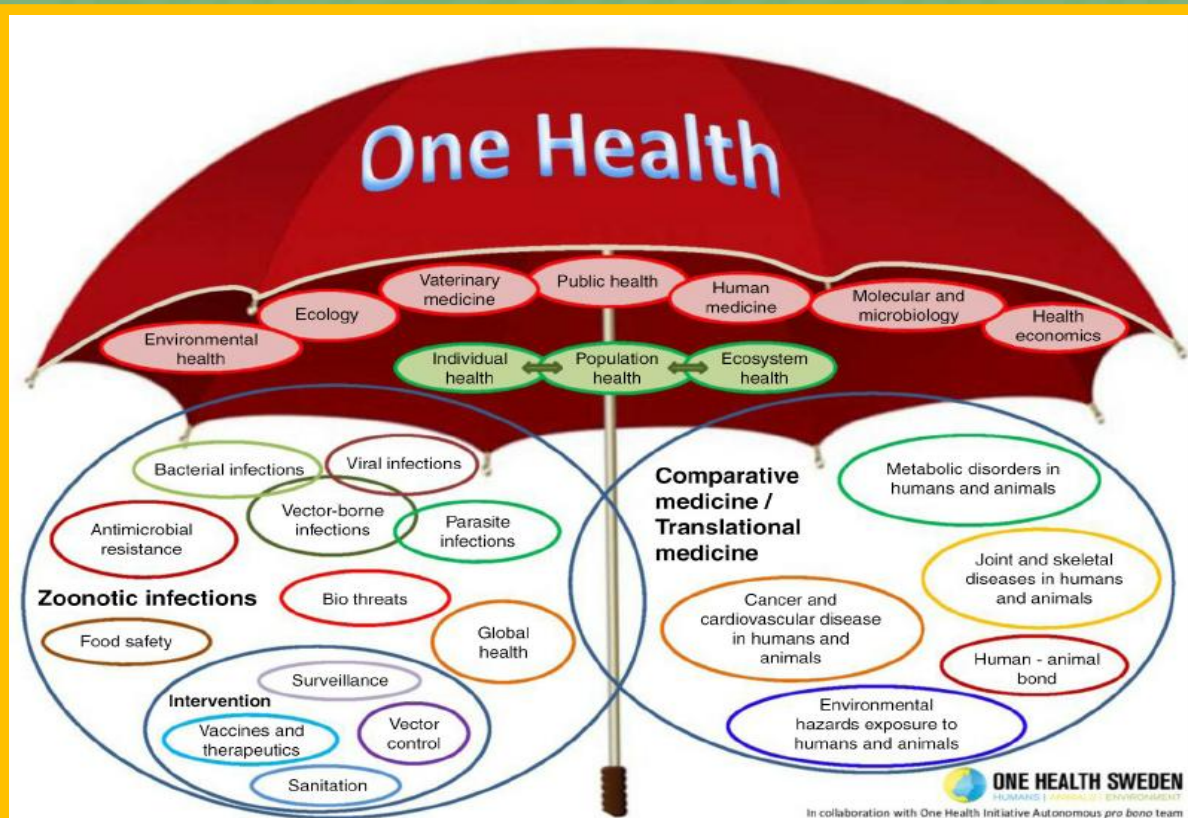 One Health
Vaterinary
medicine
Public health
Human
medicine
Ecology
Molecular and
microbiology
Environmental
health
Health
economics
Individual
health
Population
health
Ecosystem
health
Bacterial infections
Viral infections
Vector-borne
infections
Antimicrobial
resistance
Parasite
infections
Zoonotic infections
Bio threats
Food safety
Global
health
Surveillance
Intervention
Vaccines and
therapeutics
Vector
control
Sanitation
Comparative
medicine /
Translational
medicine
Metabolic disorders in
humans and animals
Joint and skeletal
diseases in humans
and animals
Cancer and
cardiovascular disease
in humans and
animals
Human - animal
bond
Environmental
hazards exposure to
humans and animals
ONE HEALTH SWEDEN
HUMANS | ANIMALS | ENVIRONMENT
In collaboration with One Health Initiative Autonomous pro bono team